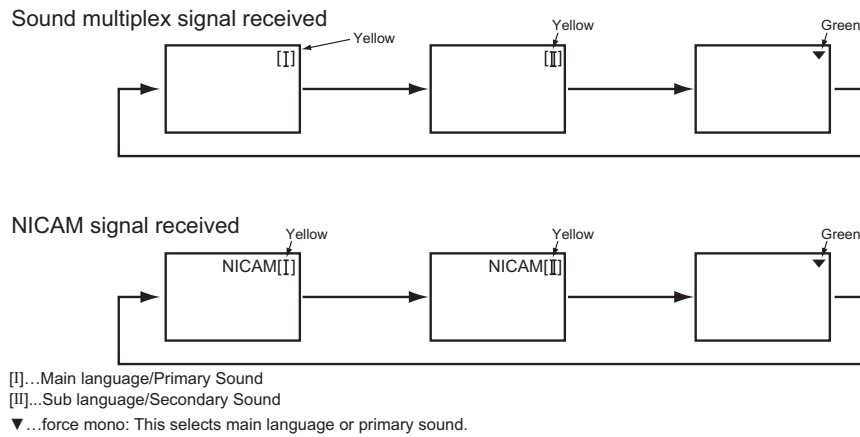 Sound multiplex signal received
Yellow Yellow Green
[I] [II] ▼
NICAM signal received
Yellow Yellow Green
NICAM[I] NICAM[II] ▼
[I]…Main language/Primary Sound
[II]...Sub language/Secondary Sound
▼…force mono: This selects main language or primary sound.